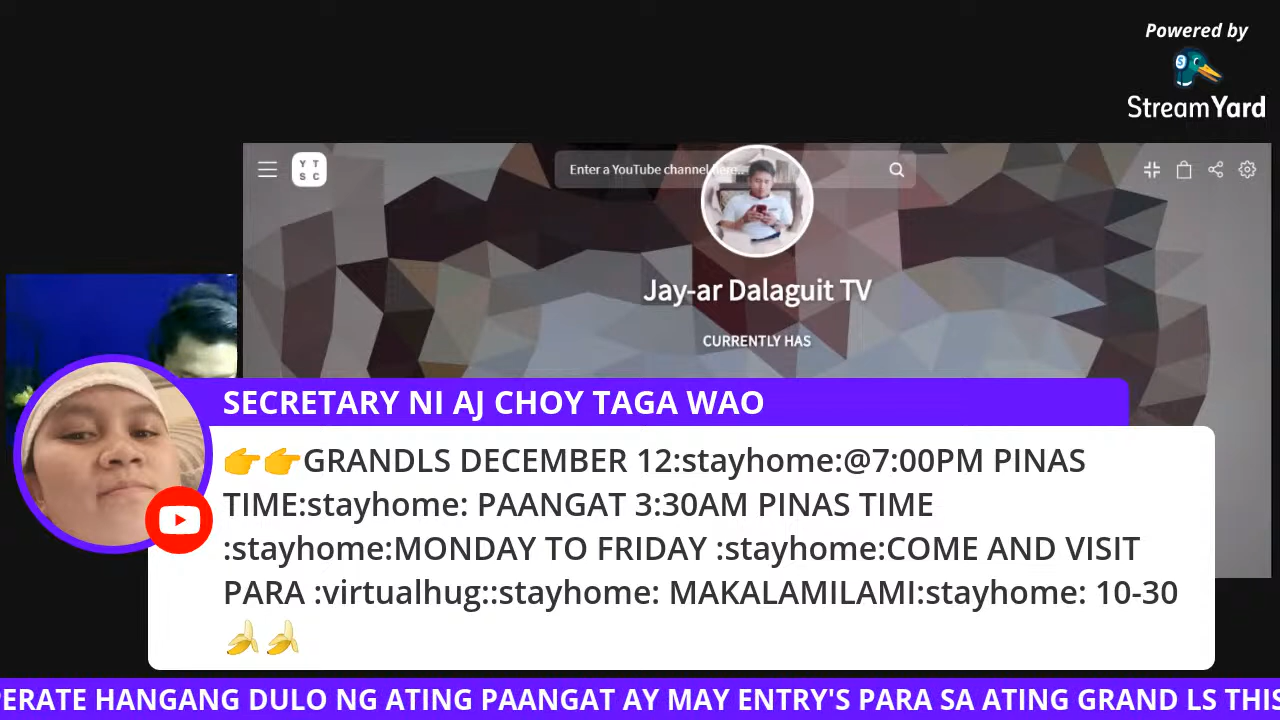 Powered by
StreamYard
Y T
S C
Enter a YouTube channel here...
Jay-ar Dalaguit TV
CURRENTLY HAS
SECRETARY NI AJ CHOY TAGA WAO
👉👉GRANDLS DECEMBER 12:stayhome:@7:00PM PINAS
TIME:stayhome: PAANGAT 3:30AM PINAS TIME
:stayhome:MONDAY TO FRIDAY :stayhome:COME AND VISIT
PARA :virtualhug::stayhome: MAKALAMILAMI:stayhome: 10-30
🍌🍌
PERATE HANGANG DULO NG ATING PAANGAT AY MAY ENTRY'S PARA SA ATING GRAND LS THIS